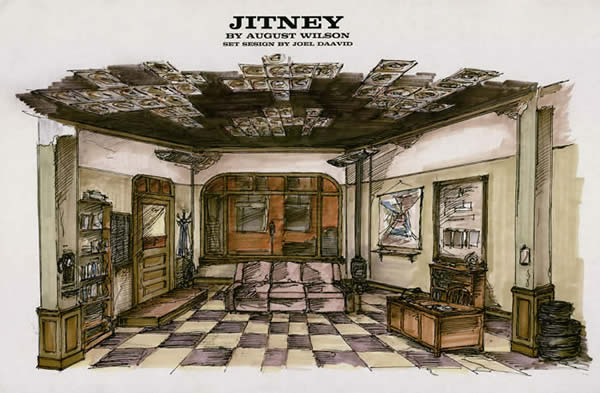 JITNEY
BY AUGUST WILSON
SET SESIGN BY JOEL DAAVID